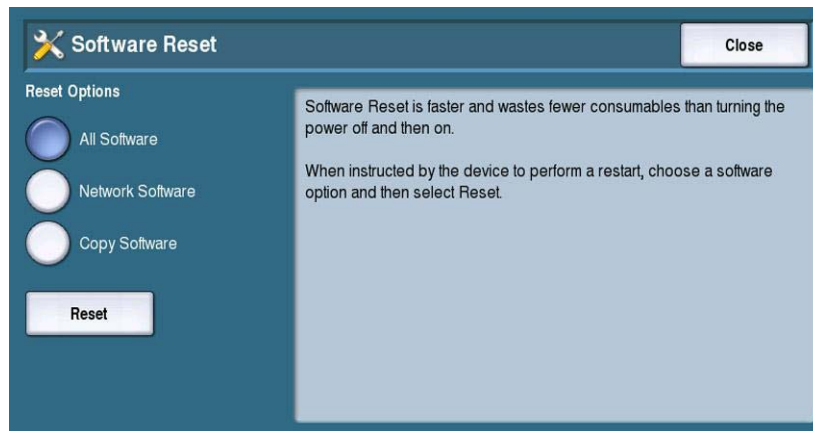 Software Reset
Close
Reset Options
All Software
Network Software
Copy Software
Reset
Software Reset is faster and wastes fewer consumables than turning the
power off and then on.
When instructed by the device to perform a restart, choose a software
option and then select Reset.